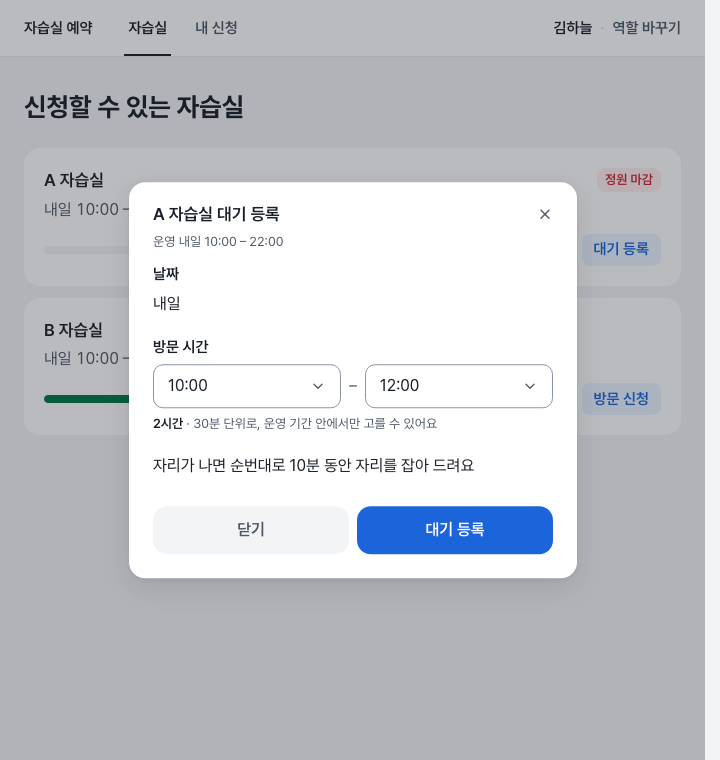 자습실 예약 자습실 내 신청 김하늘 · 역할 바꾸기
신청할 수 있는 자습실
A 자습실 정원 마감
내일 10:00 –
대기 등록
B 자습실
내일 10:00 –
방문 신청
A 자습실 대기 등록
운영 내일 10:00 – 22:00
날짜
내일
방문 시간
10:00 – 12:00
2시간 · 30분 단위로, 운영 기간 안에서만 고를 수 있어요
자리가 나면 순번대로 10분 동안 자리를 잡아 드려요
닫기 대기 등록